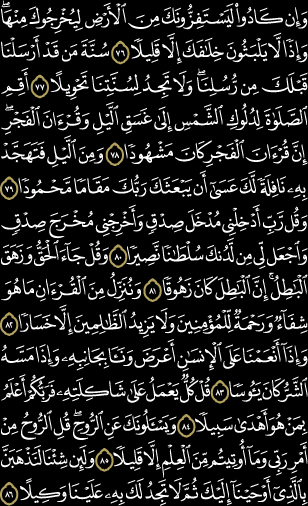 وَإِن كَادُوا۟ لَيَسْتَفِزُّونَكَ مِنَ ٱلْأَرْضِ لِيُخْرِجُوكَ مِنْهَا ۖ
وَإِذًا لَّا يَلْبَثُونَ خِلَٰفَكَ إِلَّا قَلِيلًا ٧٦ سُنَّةَ مَن قَدْ أَرْسَلْنَا
قَبْلَكَ مِن رُّسُلِنَا ۖ وَلَا تَجِدُ لِسُنَّتِنَا تَحْوِيلًا ٧٧ أَقِمِ
ٱلصَّلَوٰةَ لِدُلُوكِ ٱلشَّمْسِ إِلَىٰ غَسَقِ ٱلَّيْلِ وَقُرْءَانَ ٱلْفَجْرِ ۖ
إِنَّ قُرْءَانَ ٱلْفَجْرِ كَانَ مَشْهُودًا ٧٨ وَمِنَ ٱلَّيْلِ فَتَهَجَّدْ
بِهِۦ نَافِلَةً لَّكَ عَسَىٰ أَن يَبْعَثَكَ رَبُّكَ مَقَامًا مَّحْمُودًا ٧٩
وَقُل رَّبِّ أَدْخِلْنِى مُدْخَلَ صِدْقٍ وَأَخْرِجْنِى مُخْرَجَ صِدْقٍ
وَٱجْعَل لِّى مِن لَّدُنكَ سُلْطَٰنًا نَّصِيرًا ٨٠ وَقُلْ جَآءَ ٱلْحَقُّ وَزَهَقَ
ٱلْبَٰطِلُ ۚ إِنَّ ٱلْبَٰطِلَ كَانَ زَهُوقًا ٨١ وَنُنَزِّلُ مِنَ ٱلْقُرْءَانِ مَا هُوَ
شِفَآءٌ وَرَحْمَةٌ لِّلْمُؤْمِنِينَ ۙ وَلَا يَزِيدُ ٱلظَّٰلِمِينَ إِلَّا خَسَارًا ٨٢
وَإِذَآ أَنْعَمْنَا عَلَى ٱلْإِنسَٰنِ أَعْرَضَ وَنَـَٔا بِجَانِبِهِۦ ۖ وَإِذَا مَسَّهُ
ٱلشَّرُّ كَانَ يَـُٔوسًا ٨٣ قُلْ كُلٌّ يَعْمَلُ عَلَىٰ شَاكِلَتِهِۦ فَرَبُّكُمْ أَعْلَمُ
بِمَنْ هُوَ أَهْدَىٰ سَبِيلًا ٨٤ وَيَسْـَٔلُونَكَ عَنِ ٱلرُّوحِ ۖ قُلِ ٱلرُّوحُ مِنْ
أَمْرِ رَبِّى وَمَآ أُوتِيتُم مِّنَ ٱلْعِلْمِ إِلَّا قَلِيلًا ٨٥ وَلَئِن شِئْنَا لَنَذْهَبَنَّ
بِٱلَّذِىٓ أَوْحَيْنَآ إِلَيْكَ ثُمَّ لَا تَجِدُ لَكَ بِهِۦ عَلَيْنَا وَكِيلًا ٨٦